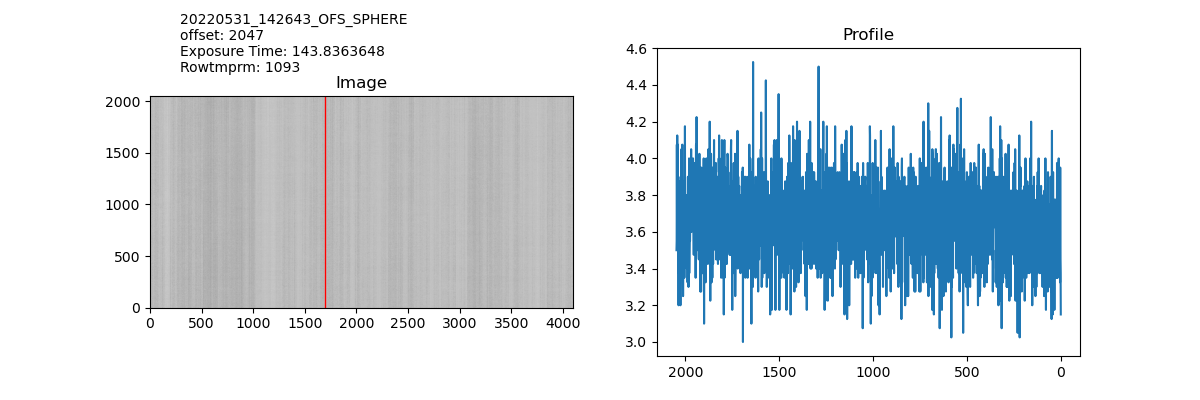 20220531_142643_OFS_SPHERE
offset: 2047
Exposure Time: 143.8363648
Rowtmprm: 1093
Image
2000
1500
1000
500
0
0 500 1000 1500 2000 2500 3000 3500 4000
Profile
4.6
4.4
4.2
4.0
3.8
3.6
3.4
3.2
3.0
2000 1500 1000 500 0